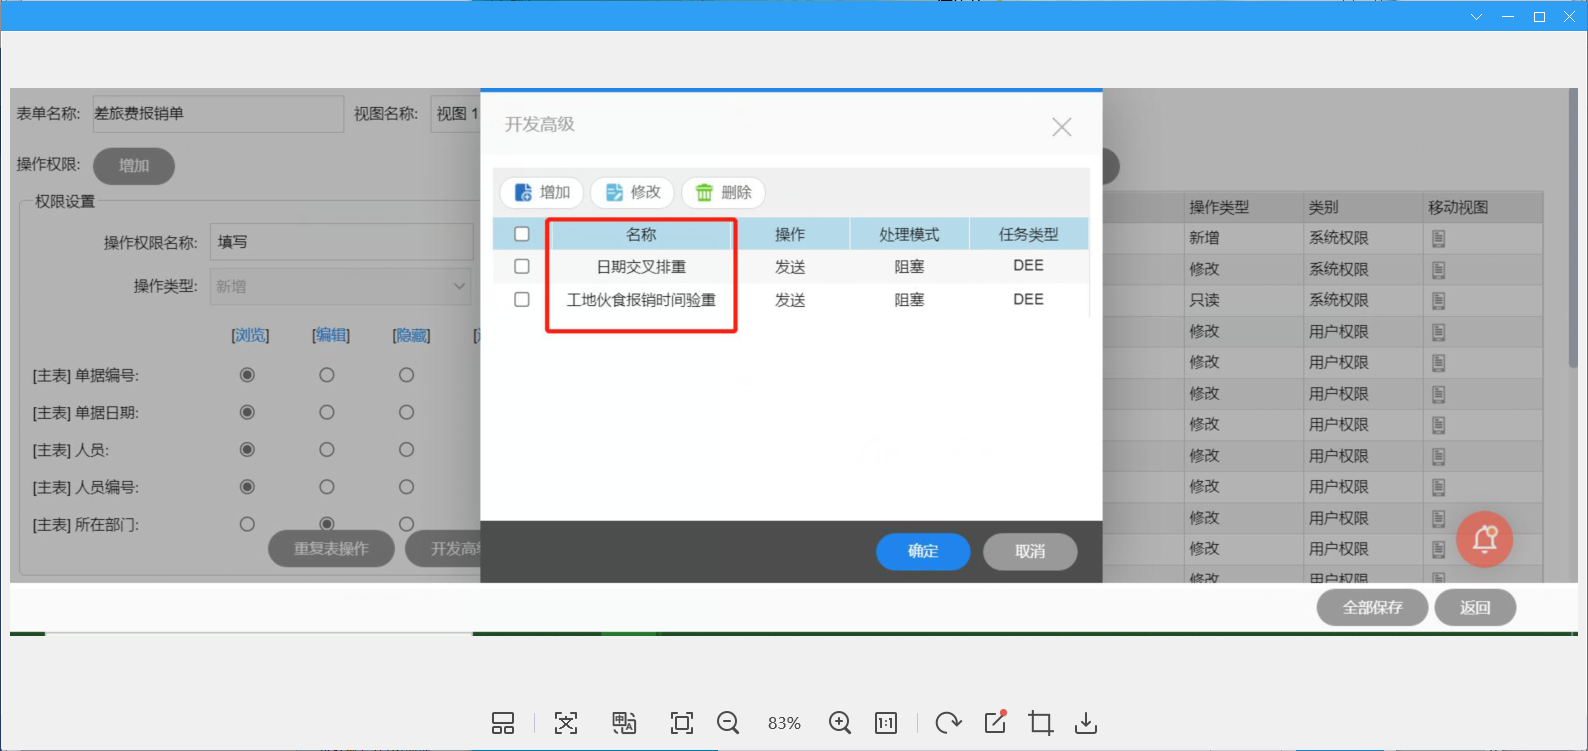 表单名称: 差旅费报销单 视图名称: 视图 1
操作权限: 增加
权限设置
操作权限名称: 填写
操作类型: 新增
[浏览] [编辑] [隐藏]
[主表] 单据编号:
[主表] 单据日期:
[主表] 人员:
[主表] 人员编号:
[主表] 所在部门:
重复表操作 开发高
开发高级
增加 修改 删除
名称 操作 处理模式 任务类型
日期交叉排重 发送 阻塞 DEE
工地伙食报销时间验重 发送 阻塞 DEE
确定 取消
操作类型 类别 移动视图
新增 系统权限
修改 系统权限
只读 系统权限
修改 用户权限
修改 用户权限
修改 用户权限
修改 用户权限
修改 用户权限
修改 用户权限
修改 用户权限
修改 用户权限
修改 用户权限
全部保存 返回
83%
1:1